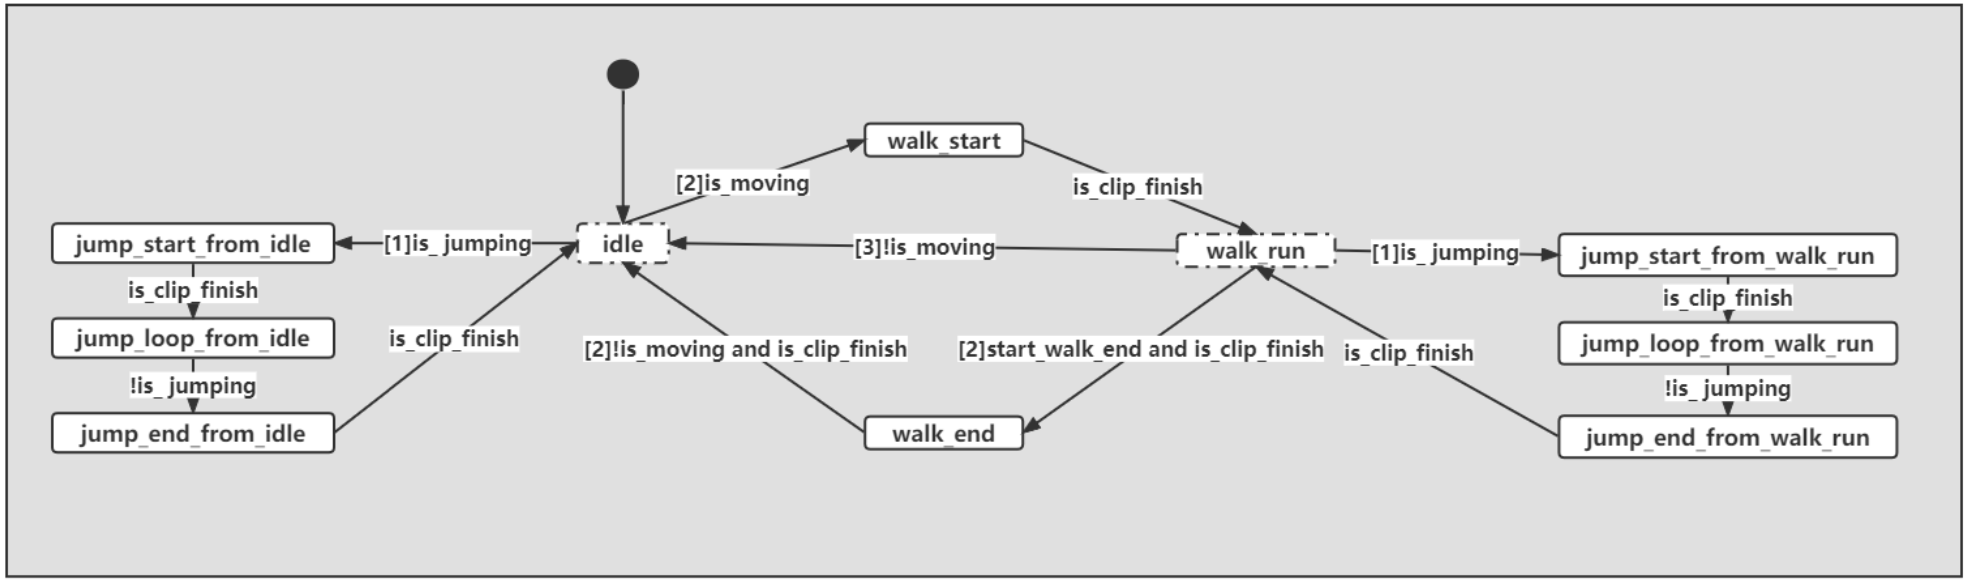 walk_start
[2]is_moving
is_clip_finish
jump_start_from_idle
[1]is_ jumping
idle
[3]!is_moving
walk_run
[1]is_ jumping
jump_start_from_walk_run
is_clip_finish
is_clip_finish
jump_loop_from_idle
is_clip_finish
[2]!is_moving and is_clip_finish
[2]start_walk_end and is_clip_finish
is_clip_finish
jump_loop_from_walk_run
!is_ jumping
!is_ jumping
jump_end_from_idle
walk_end
jump_end_from_walk_run